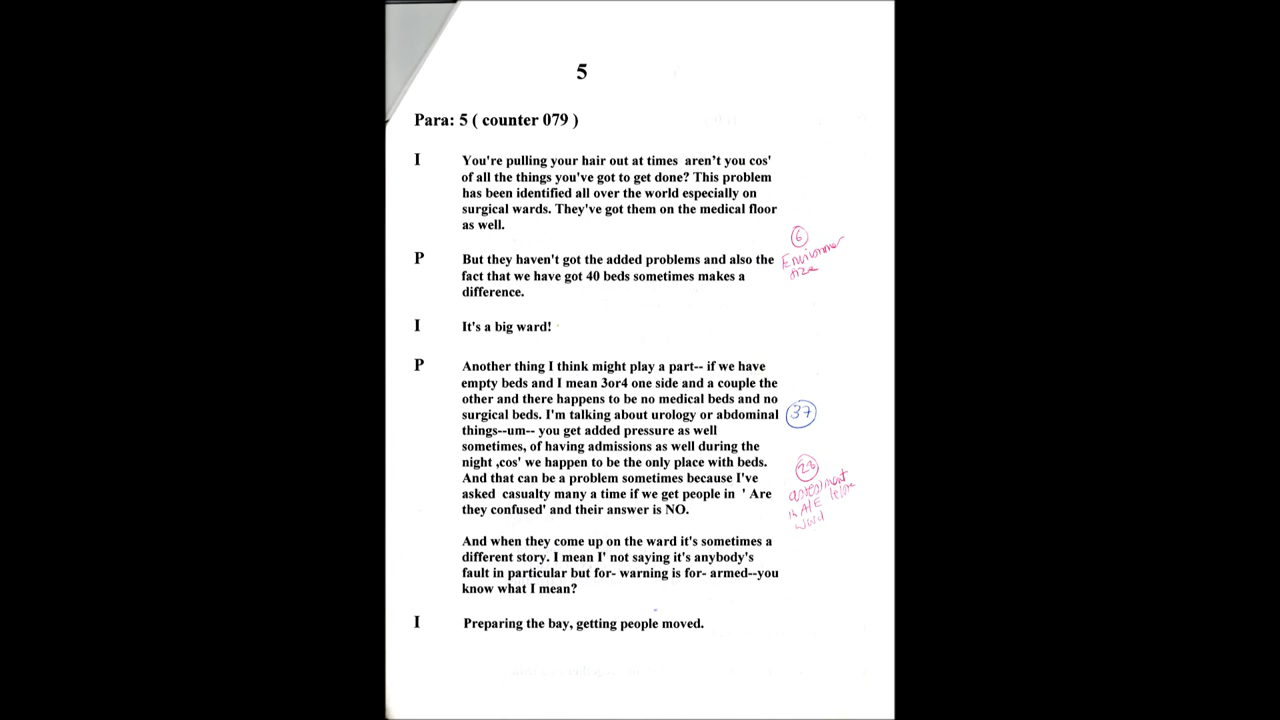 5
Para: 5 ( counter 079 )
I You're pulling your hair out at times aren't you cos'
of all the things you've got to get done? This problem
has been identified all over the world especially on
surgical wards. They've got them on the medical floor
as well.
6
P But they haven't got the added problems and also the
fact that we have got 40 beds sometimes makes a
difference.
size
I It's a big ward!
P Another thing I think might play a part-- if we have
empty beds and I mean 3or4 one side and a couple the
other and there happens to be no medical beds and no
surgical beds. I'm talking about urology or abdominal
37
things--um-- you get added pressure as well
sometimes, of having admissions as well during the
night ,cos' we happen to be the only place with beds.
And that can be a problem sometimes because I've
asked casualty many a time if we get people in ' Are
they confused' and their answer is NO.
28
assessment
in A/E
ward
And when they come up on the ward it's sometimes a
different story. I mean I' not saying it's anybody's
fault in particular but for- warning is for- armed--you
know what I mean?
I Preparing the bay, getting people moved.